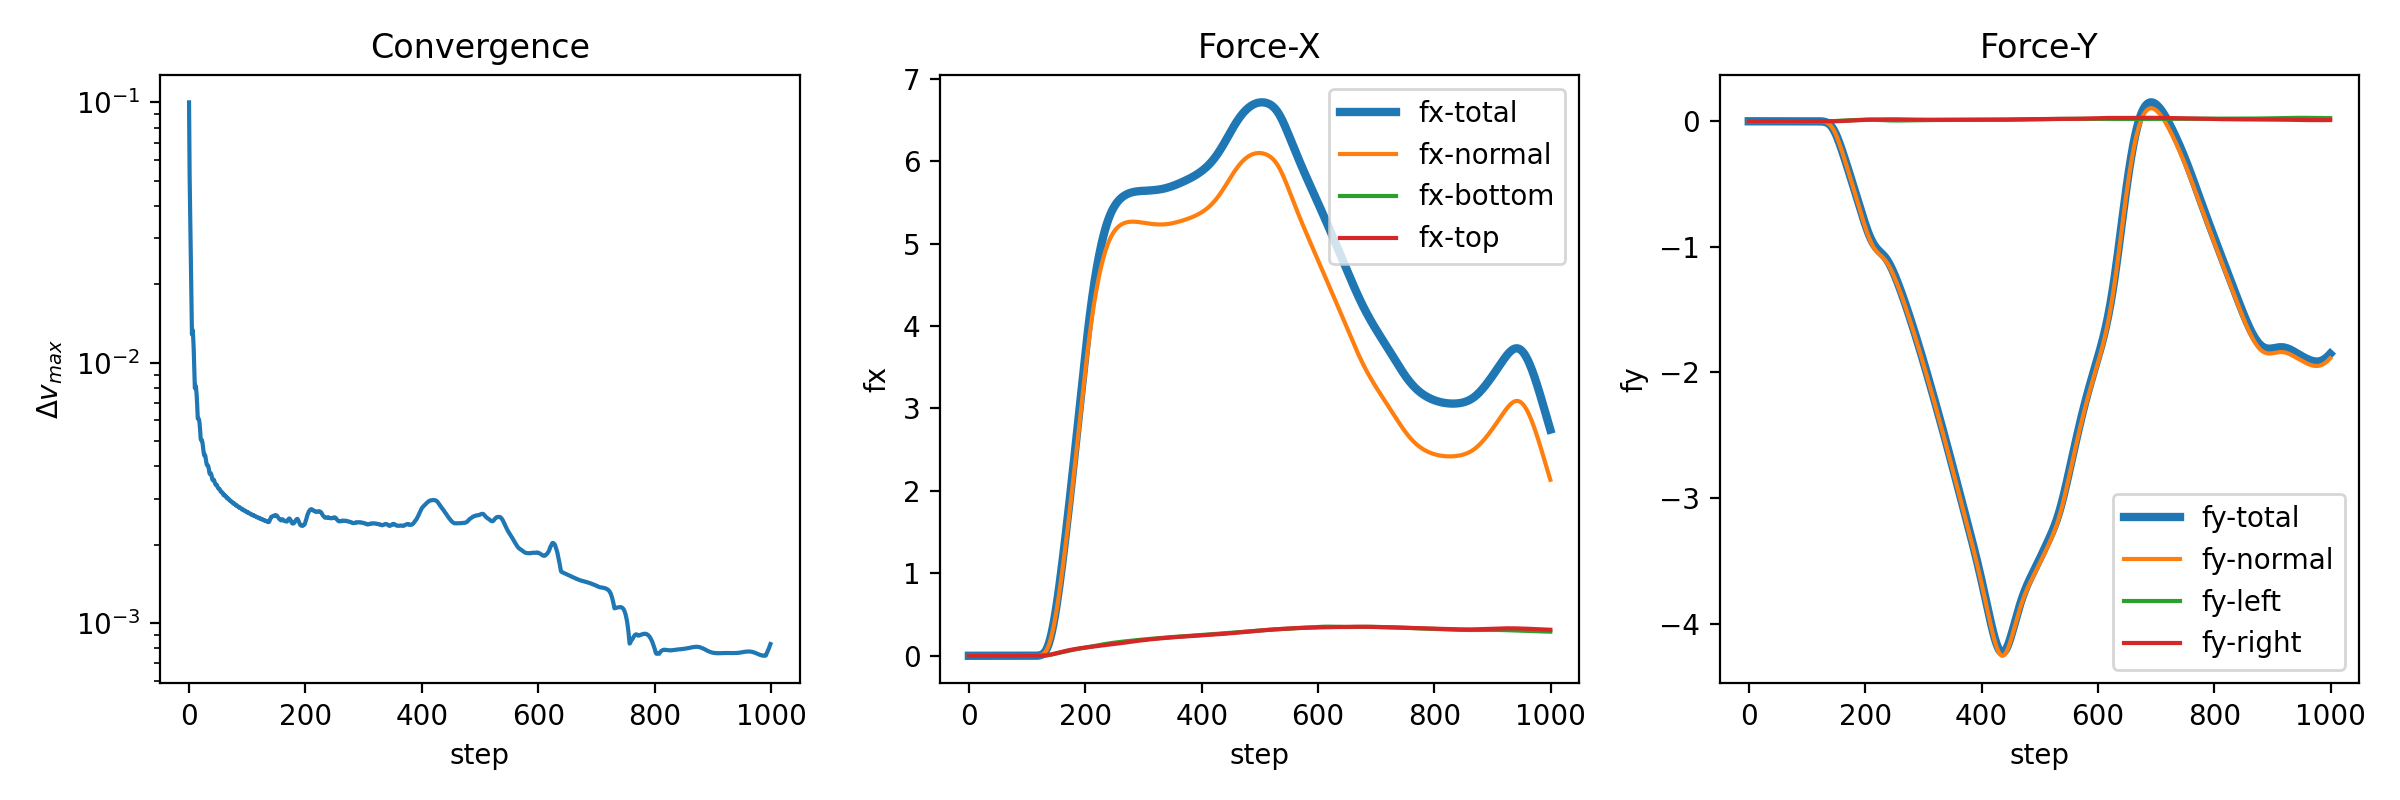 Convergence
10⁻¹
10⁻²
10⁻³
Δv_max
0 200 400 600 800 1000
step
Force-X
7
6
5
4
3
2
1
0
fx
fx-total
fx-normal
fx-bottom
fx-top
0 200 400 600 800 1000
step
Force-Y
0
−1
−2
−3
−4
fy
fy-total
fy-normal
fy-left
fy-right
0 200 400 600 800 1000
step